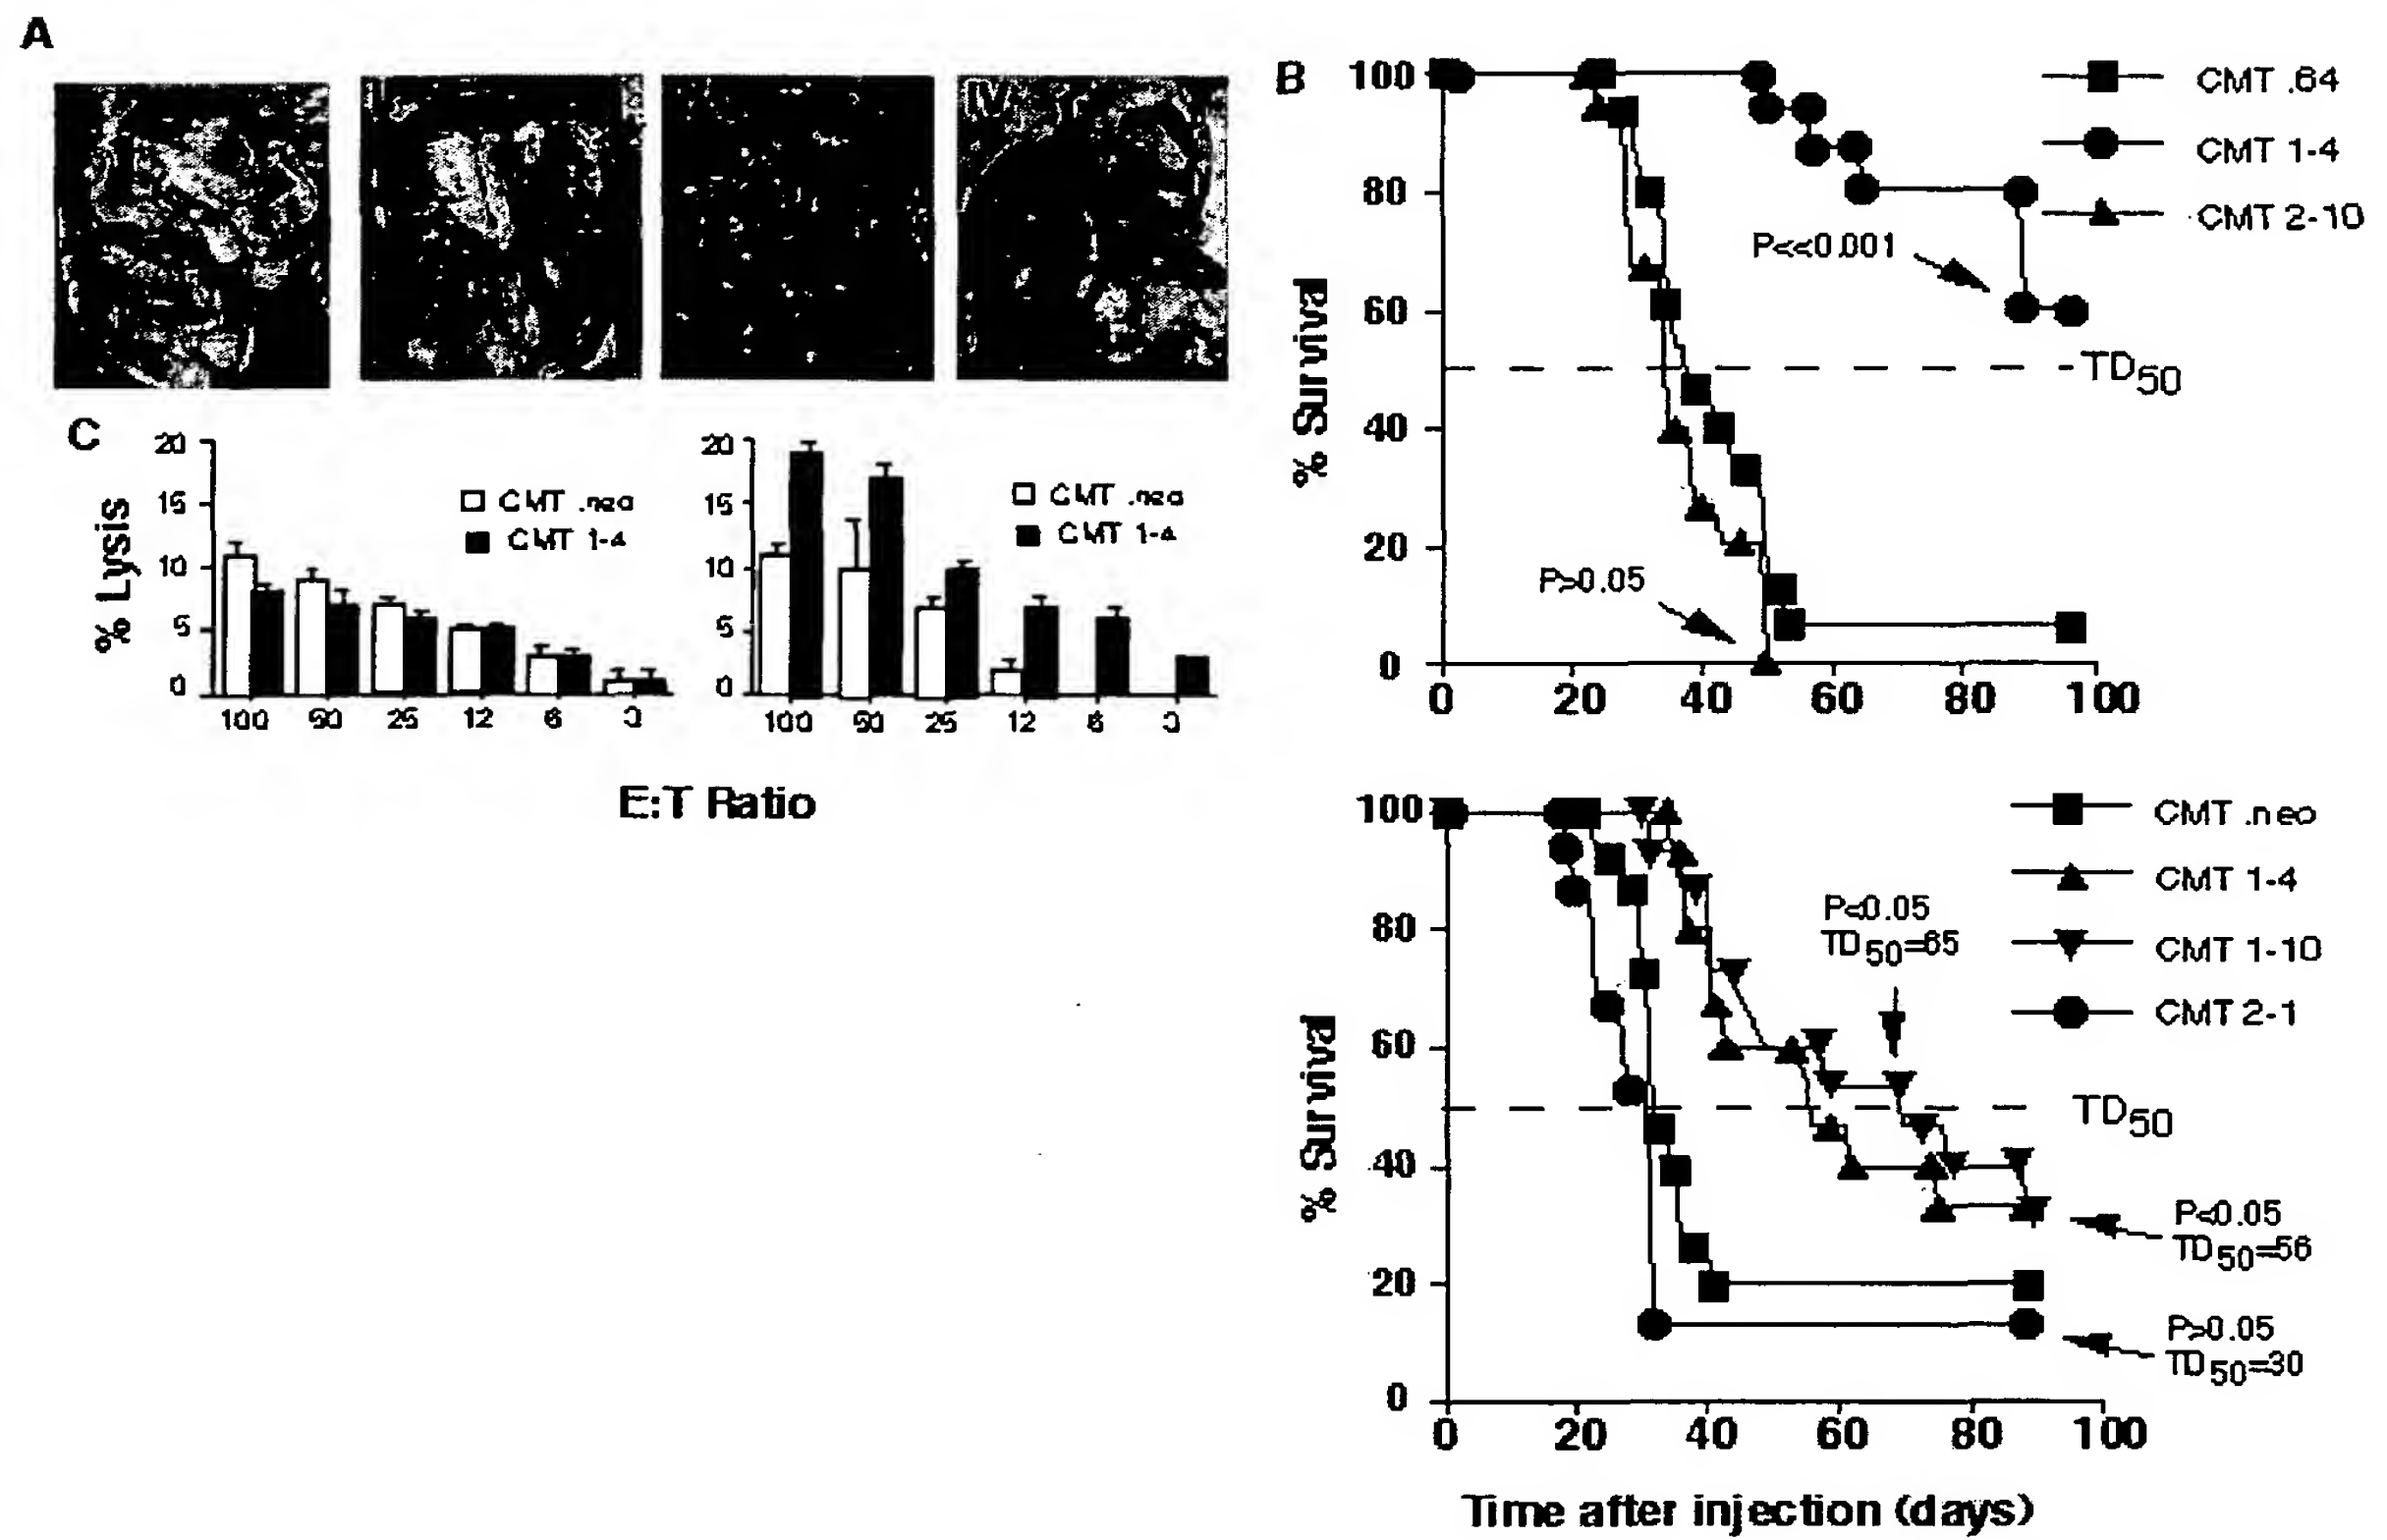 A
IV
B
100
80
60
40
20
0
% Survival
CMT .64
CMT 1-4
CMT 2-10
P<<0.001
TD50
P>0.05
0 20 40 60 80 100
C
20
15
10
5
0
% Lysis
CMT .neo
CMT 1-4
100 50 25 12 6 3
20
15
10
5
0
CMT .neo
CMT 1-4
100 50 25 12 6 3
E:T Ratio
100
80
60
40
20
0
% Survival
CMT .neo
CMT 1-4
CMT 1-10
CMT 2-1
P<0.05
TD50=65
TD50
P<0.05
TD50=56
P>0.05
TD50=30
0 20 40 60 80 100
Time after injection (days)